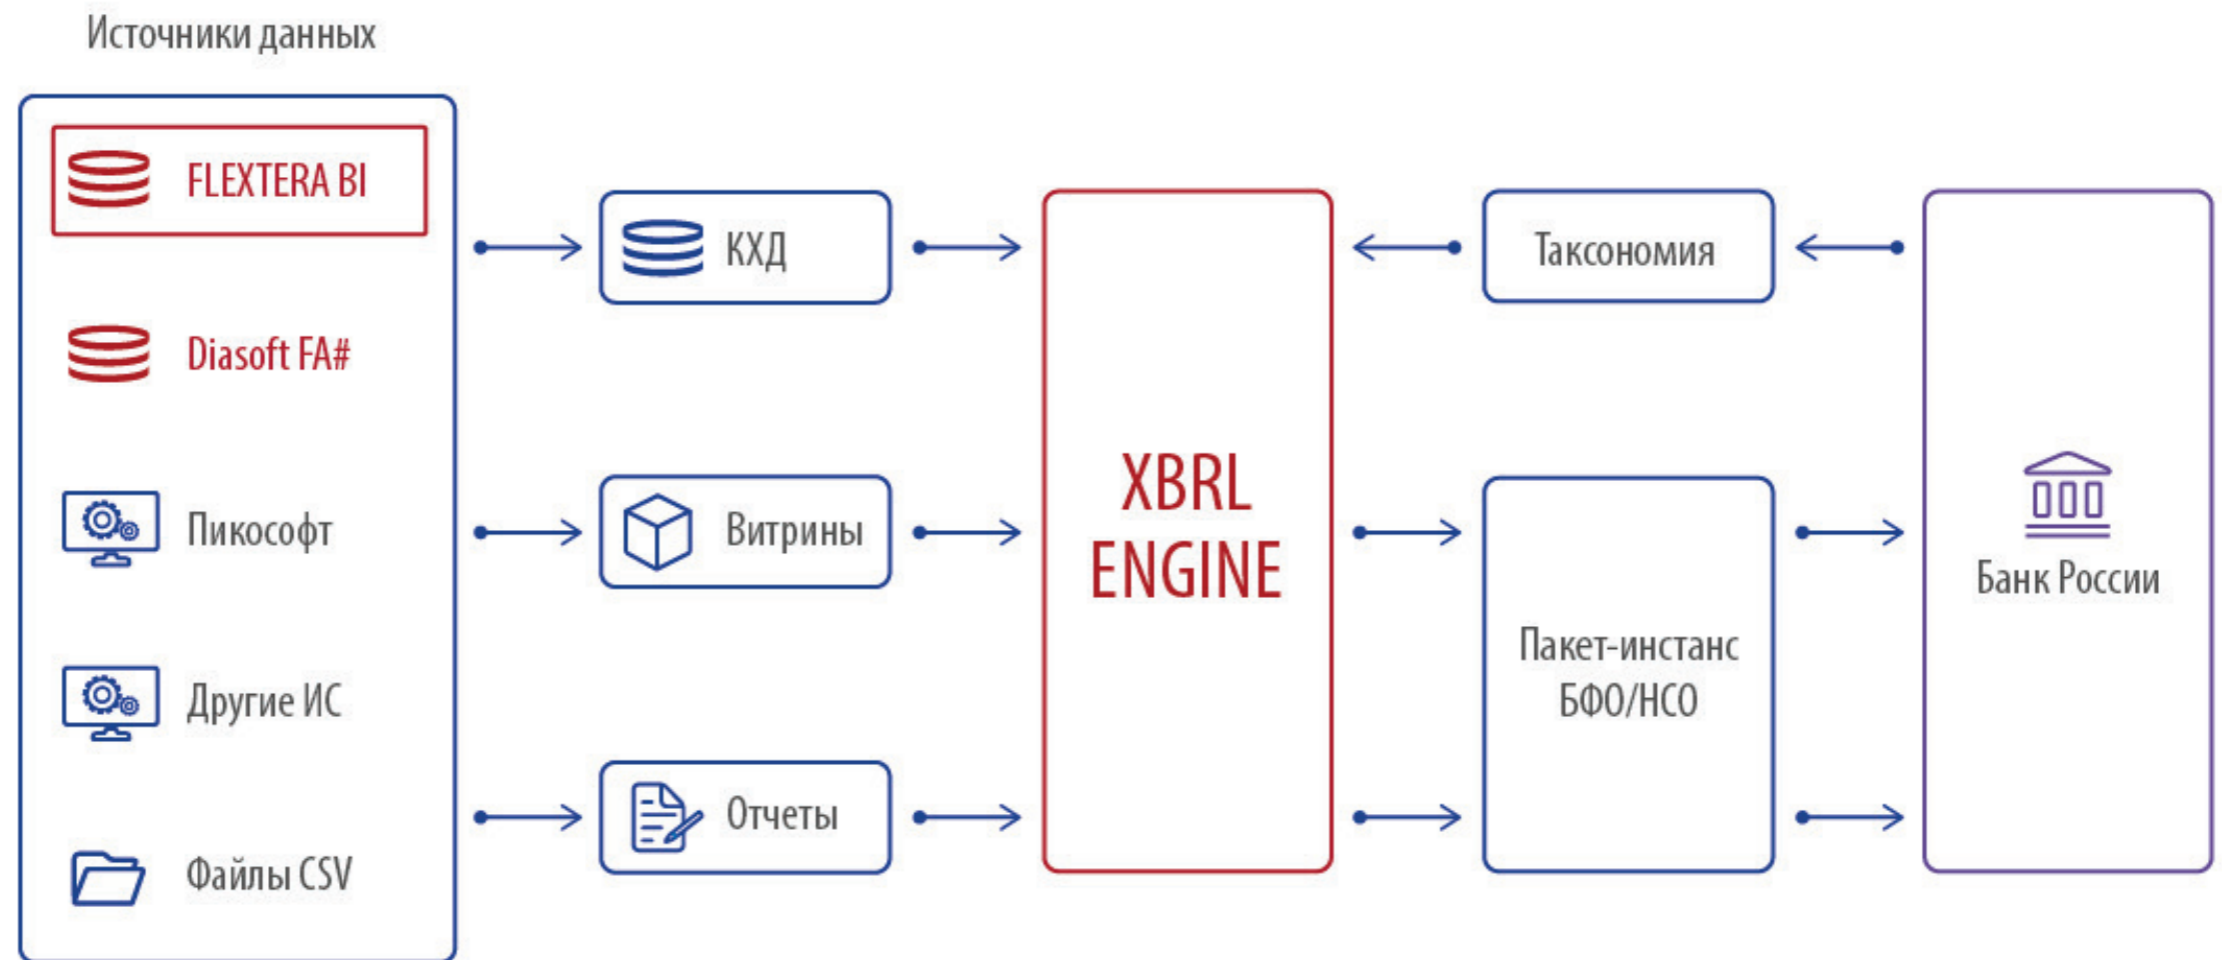 Источники данных
FLEXTERA BI
Diasoft FA#
Пикософт
Другие ИС
Файлы CSV
КХД
Витрины
Отчеты
XBRL
ENGINE
Таксономия
Пакет-инстанс
БФО/НСО
Банк России